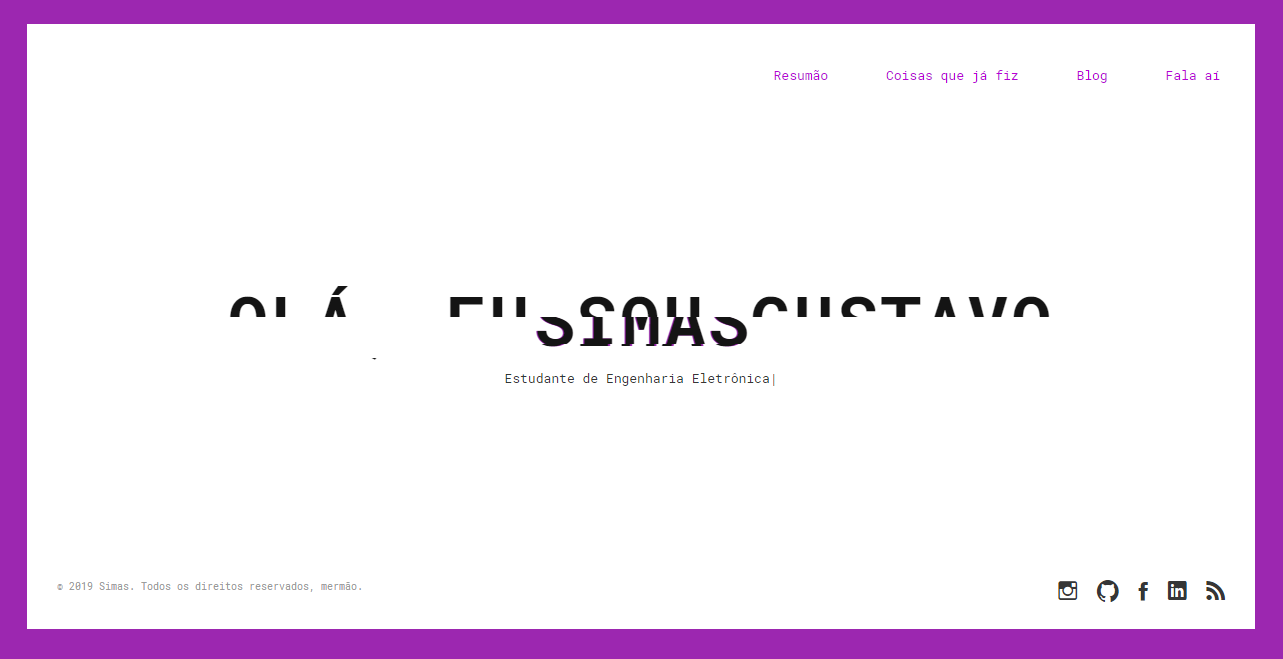 Resumão Coisas que já fiz Blog Fala aí
OLÁ, EU SOU GUSTAVO
SIMAS
Estudante de Engenharia Eletrônica|
© 2019 Simas. Todos os direitos reservados, mermão.